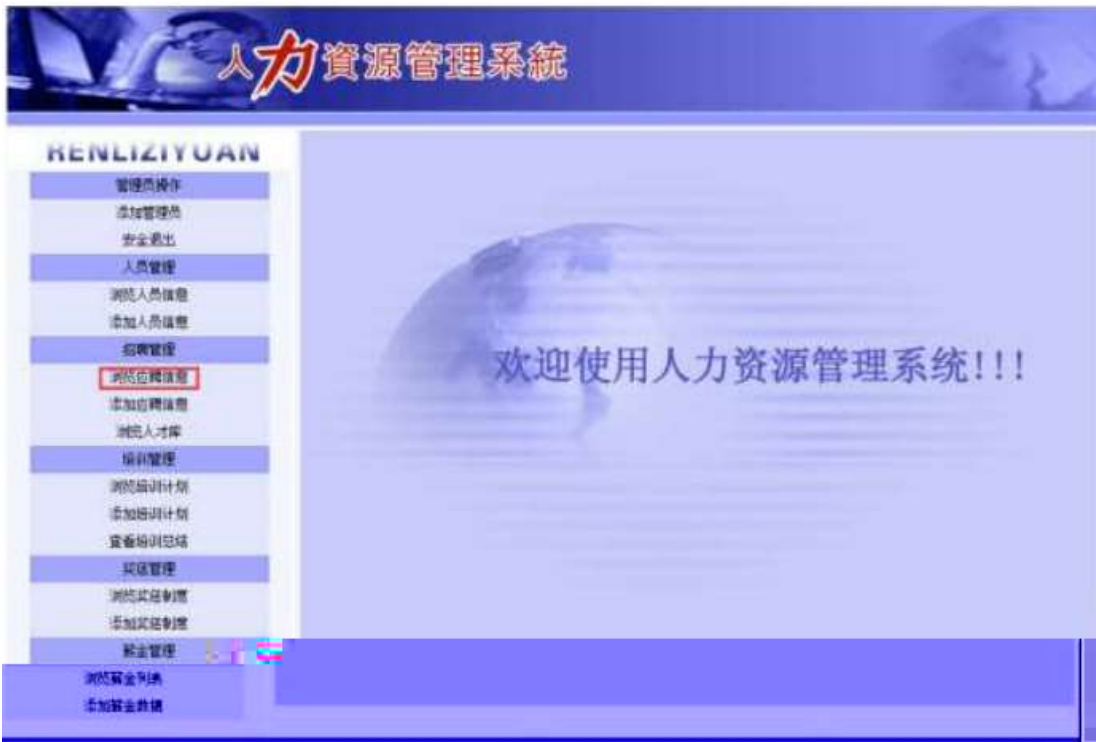 人力資源管理系統
RENLIZIYUAN
管理员操作
添加管理员
安全退出
人员管理
浏览人员信息
添加人员信息
招聘管理
浏览应聘信息
添加应聘信息
浏览人才库
培训管理
浏览培训计划
添加培训计划
查看培训总结
奖惩管理
浏览奖惩制度
添加奖惩制度
薪金管理
浏览薪金列表
添加薪金数据
欢迎使用人力资源管理系统!!!